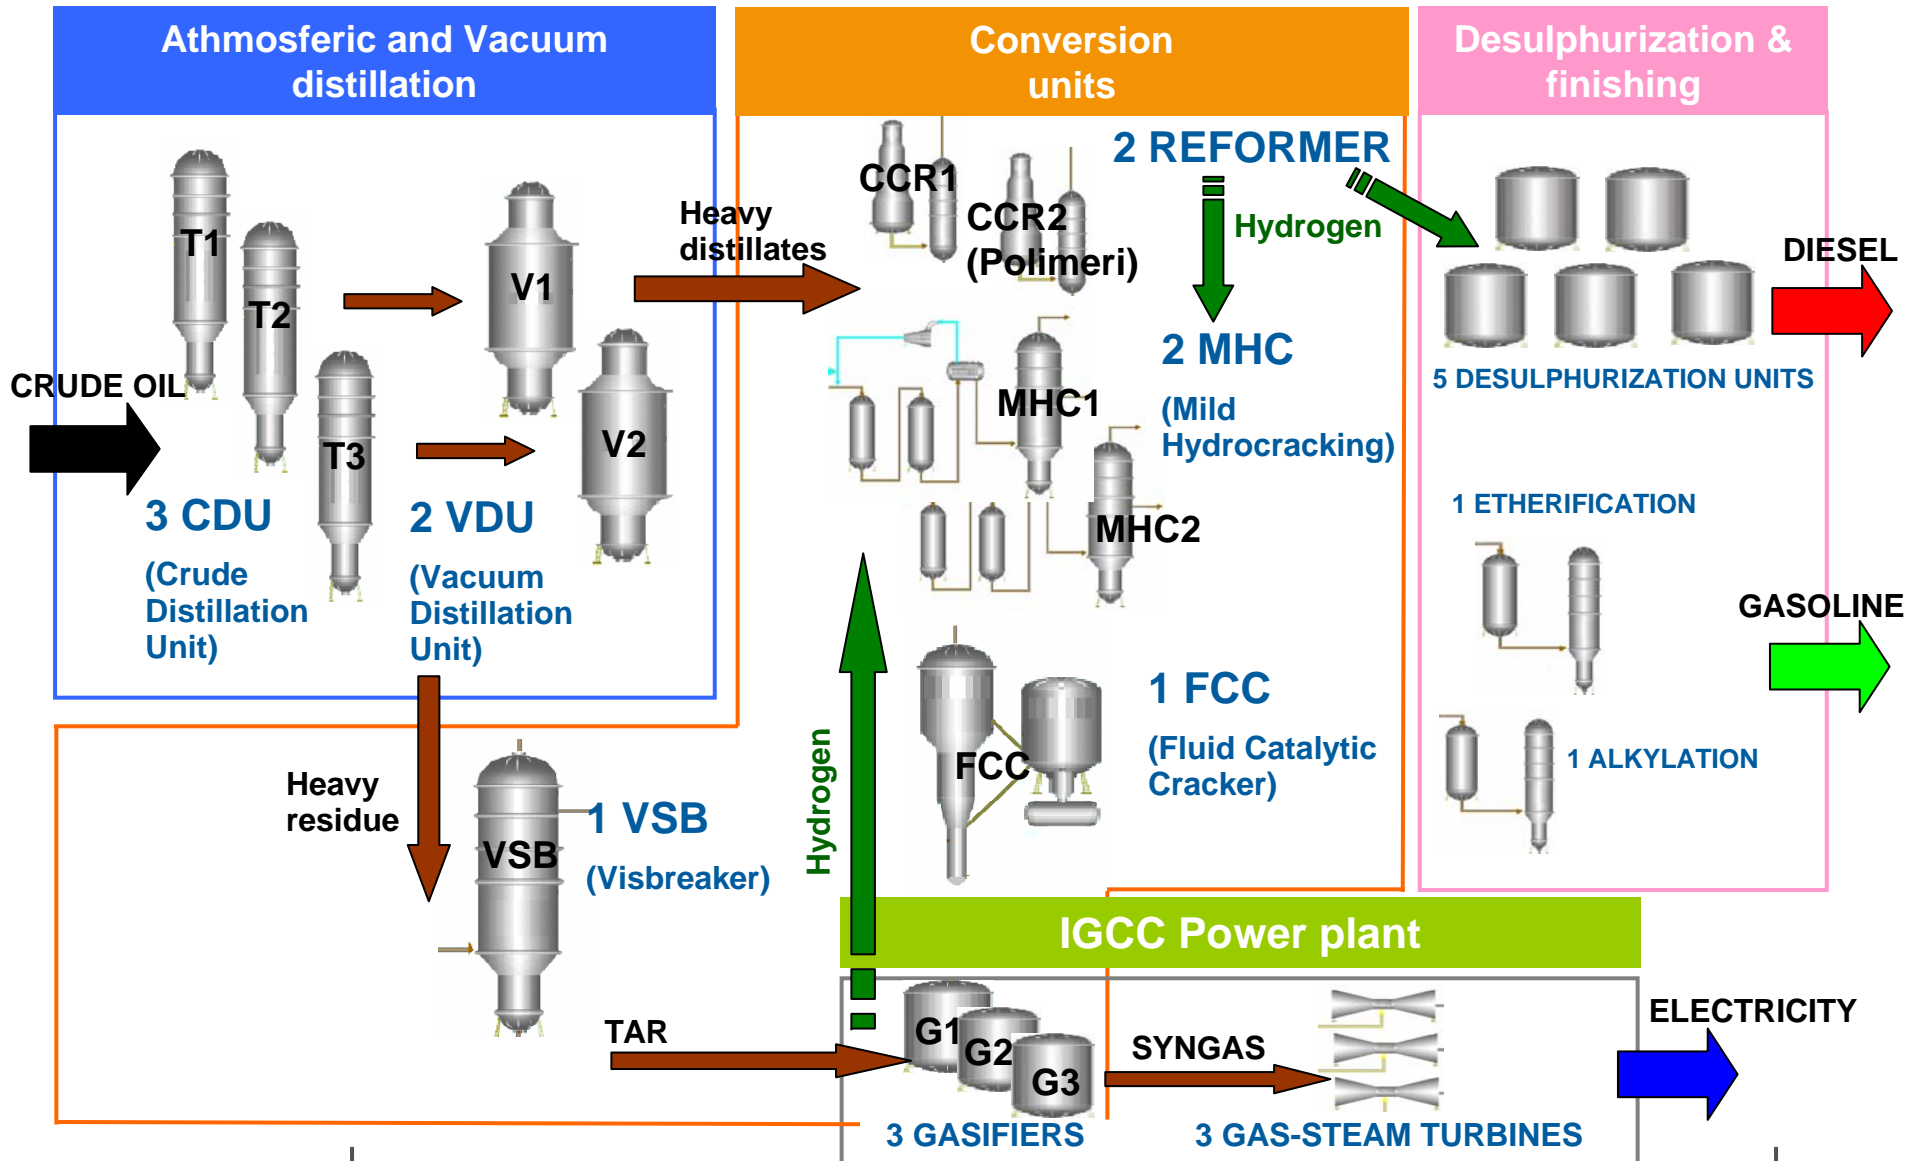 Athmosferic and Vacuum
distillation
Conversion
units
Desulphurization &
finishing
CRUDE OIL
T1
T2
T3
V1
V2
3 CDU
(Crude
Distillation
Unit)
2 VDU
(Vacuum
Distillation
Unit)
Heavy
distillates
CCR1
CCR2
(Polimeri)
2 REFORMER
Hydrogen
MHC1
MHC2
2 MHC
(Mild
Hydrocracking)
FCC
1 FCC
(Fluid Catalytic
Cracker)
5 DESULPHURIZATION UNITS
DIESEL
1 ETHERIFICATION
GASOLINE
1 ALKYLATION
Heavy
residue
VSB
1 VSB
(Visbreaker)
Hydrogen
IGCC Power plant
TAR
G1
G2
G3
SYNGAS
ELECTRICITY
3 GASIFIERS
3 GAS-STEAM TURBINES